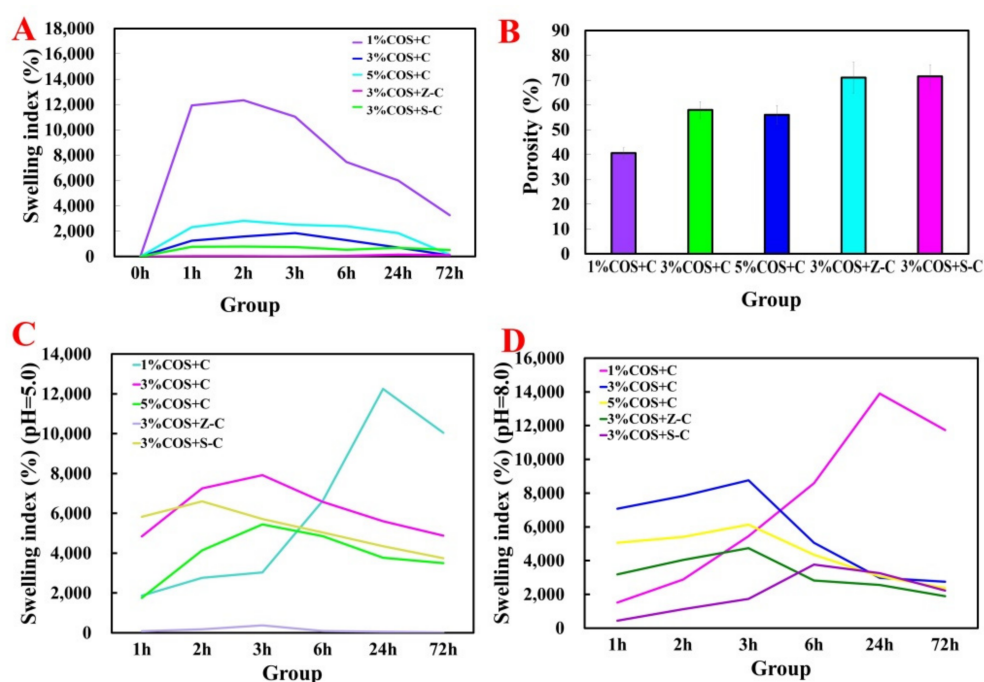 A
Swelling index (%)
18,000
16,000
14,000
12,000
10,000
8,000
6,000
4,000
2,000
0
1%COS+C
3%COS+C
5%COS+C
3%COS+Z-C
3%COS+S-C
0h 1h 2h 3h 6h 24h 72h
Group
B
Porosity (%)
90
80
70
60
50
40
30
20
10
0
1%COS+C 3%COS+C 5%COS+C 3%COS+Z-C 3%COS+S-C
Group
C
Swelling index (%) (pH=5.0)
14,000
12,000
10,000
8,000
6,000
4,000
2,000
0
1%COS+C
3%COS+C
5%COS+C
3%COS+Z-C
3%COS+S-C
1h 2h 3h 6h 24h 72h
Group
D
Swelling index (%) (pH=8.0)
16,000
14,000
12,000
10,000
8,000
6,000
4,000
2,000
0
1%COS+C
3%COS+C
5%COS+C
3%COS+Z-C
3%COS+S-C
1h 2h 3h 6h 24h 72h
Group